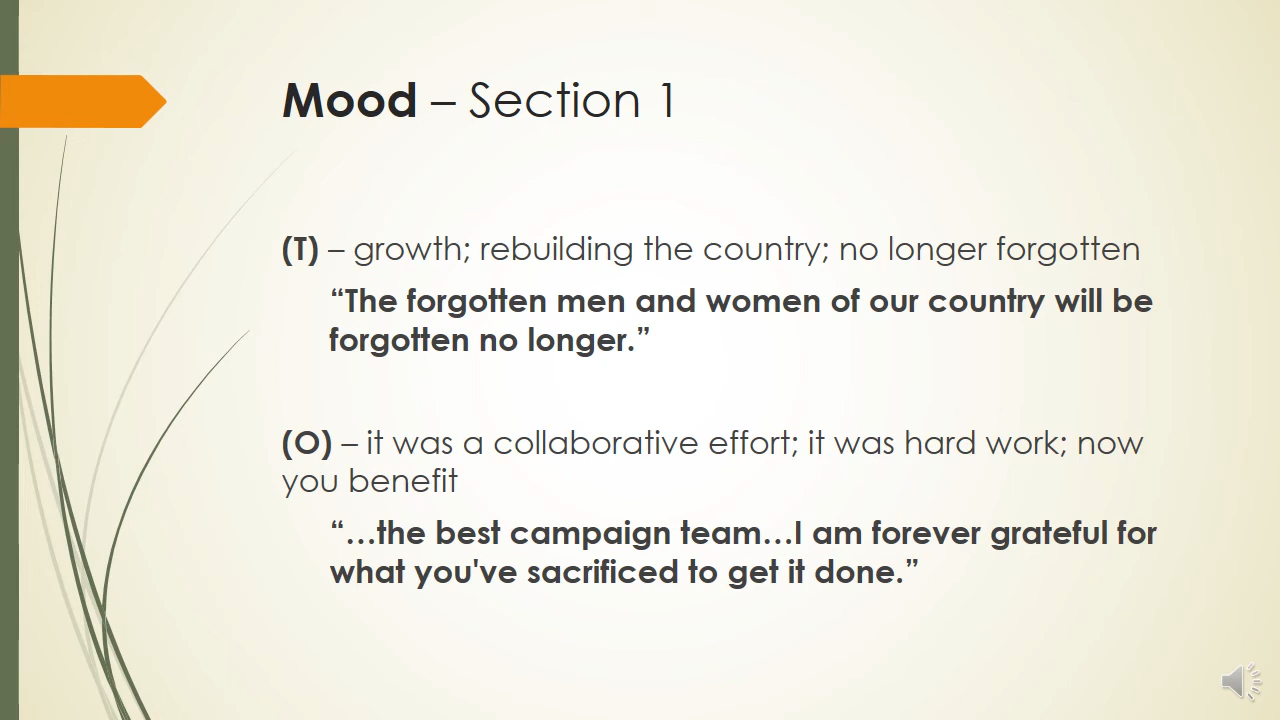 Mood – Section 1
(T) – growth; rebuilding the country; no longer forgotten
“The forgotten men and women of our country will be
forgotten no longer.”
(O) – it was a collaborative effort; it was hard work; now
you benefit
“…the best campaign team…I am forever grateful for
what you've sacrificed to get it done.”